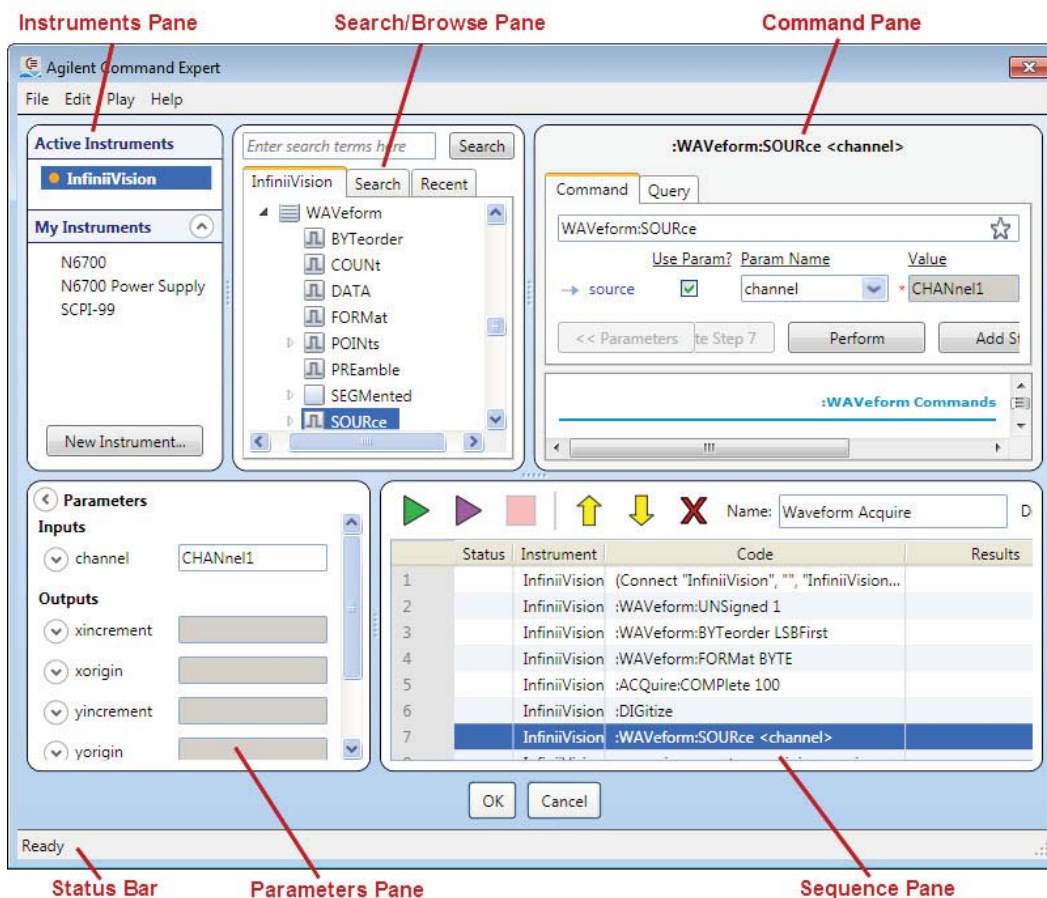 Instruments Pane
Search/Browse Pane
Command Pane
Agilent Command Expert
File Edit Play Help
Active Instruments
InfiniiVision
My Instruments
N6700
N6700 Power Supply
SCPI-99
New Instrument...
Enter search terms here
Search
InfiniiVision Search Recent
WAVeform
BYTeorder
COUNt
DATA
FORMat
POINts
PREamble
SEGMented
SOURce
:WAVeform:SOURce <channel>
Command Query
WAVeform:SOURce
Use Param? Param Name Value
source channel * CHANnel1
<< Parameters te Step 7 Perform Add St
:WAVeform Commands
Parameters
Inputs
channel CHANnel1
Outputs
xincrement
xorigin
yincrement
yorigin
Name: Waveform Acquire D
Status Instrument Code Results
1 InfiniiVision (Connect "InfiniiVision", "", "InfiniiVision...
2 InfiniiVision :WAVeform:UNSigned 1
3 InfiniiVision :WAVeform:BYTeorder LSBFirst
4 InfiniiVision :WAVeform:FORMat BYTE
5 InfiniiVision :ACQuire:COMPlete 100
6 InfiniiVision :DIGitize
7 InfiniiVision :WAVeform:SOURce <channel>
OK Cancel
Ready
Status Bar
Parameters Pane
Sequence Pane